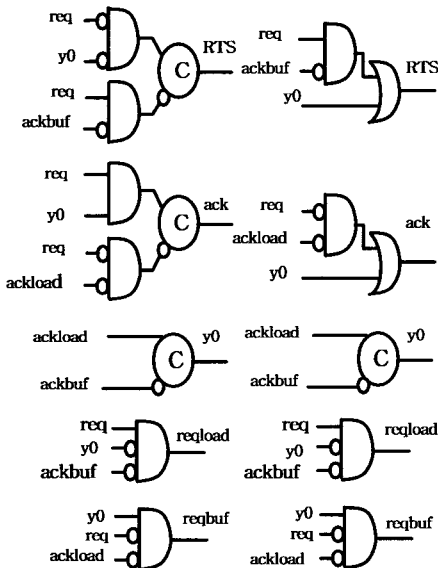 req
RTS
y0
C
req
ackbuf
req
RTS
ackbuf
y0
req
ack
y0
C
req
ackload
req
ack
ackload
y0
ackload
y0
C
ackbuf
ackload
y0
C
ackbuf
req
reqload
y0
ackbuf
req
reqload
y0
ackbuf
y0
reqbuf
req
ackload
y0
reqbuf
req
ackload